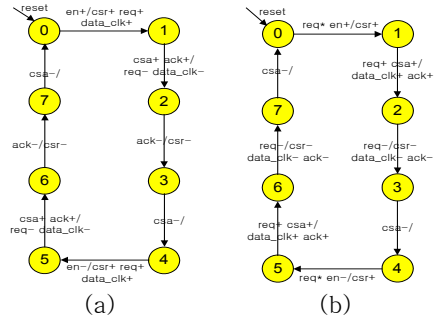 reset
0
en+/csr+ req+
data_clk+
1
csa+ ack+/
req- data_clk-
2
ack-/csr-
3
csa-/
4
en-/csr+ req+
data_clk+
5
csa+ ack+/
req- data_clk-
6
ack-/csr-
7
csa-/
(a)
reset
0
req* en+/csr+
1
req+ csa+/
data_clk+ ack+
2
req-/csr-
data_clk- ack-
3
csa-/
4
req* en-/csr+
5
req+ csa+/
data_clk+ ack+
6
req-/csr-
data_clk- ack-
7
csa-/
(b)